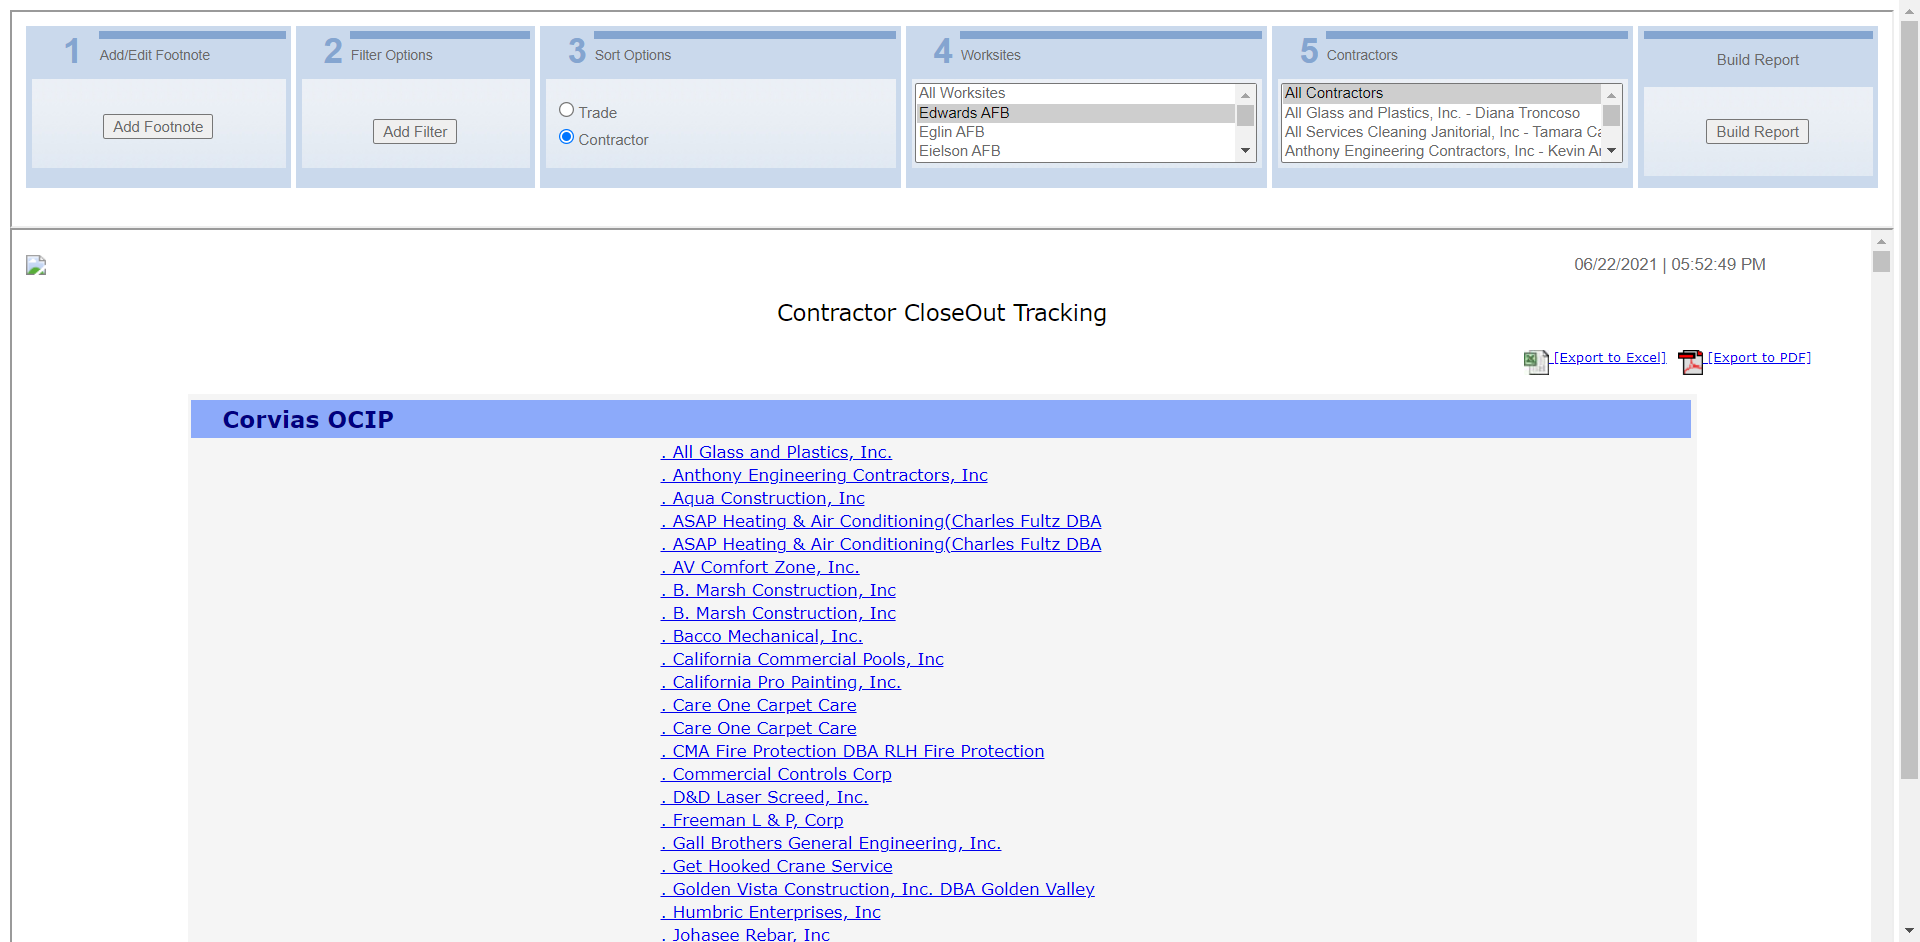 1 Add/Edit Footnote
Add Footnote
2 Filter Options
Add Filter
3 Sort Options
Trade
Contractor
4 Worksites
All Worksites
Edwards AFB
Eglin AFB
Eielson AFB
5 Contractors
All Contractors
All Glass and Plastics, Inc. - Diana Troncoso
All Services Cleaning Janitorial, Inc - Tamara Ca
Anthony Engineering Contractors, Inc - Kevin
Build Report
Build Report
06/22/2021 | 05:52:49 PM
Contractor CloseOut Tracking
[Export to Excel] [Export to PDF]
Corvias OCIP
. All Glass and Plastics, Inc.
. Anthony Engineering Contractors, Inc
. Aqua Construction, Inc
. ASAP Heating & Air Conditioning(Charles Fultz DBA
. ASAP Heating & Air Conditioning(Charles Fultz DBA
. AV Comfort Zone, Inc.
. B. Marsh Construction, Inc
. B. Marsh Construction, Inc
. Bacco Mechanical, Inc.
. California Commercial Pools, Inc
. California Pro Painting, Inc.
. Care One Carpet Care
. Care One Carpet Care
. CMA Fire Protection DBA RLH Fire Protection
. Commercial Controls Corp
. D&D Laser Screed, Inc.
. Freeman L & P, Corp
. Gall Brothers General Engineering, Inc.
. Get Hooked Crane Service
. Golden Vista Construction, Inc. DBA Golden Valley
. Humbric Enterprises, Inc
. Johasee Rebar, Inc